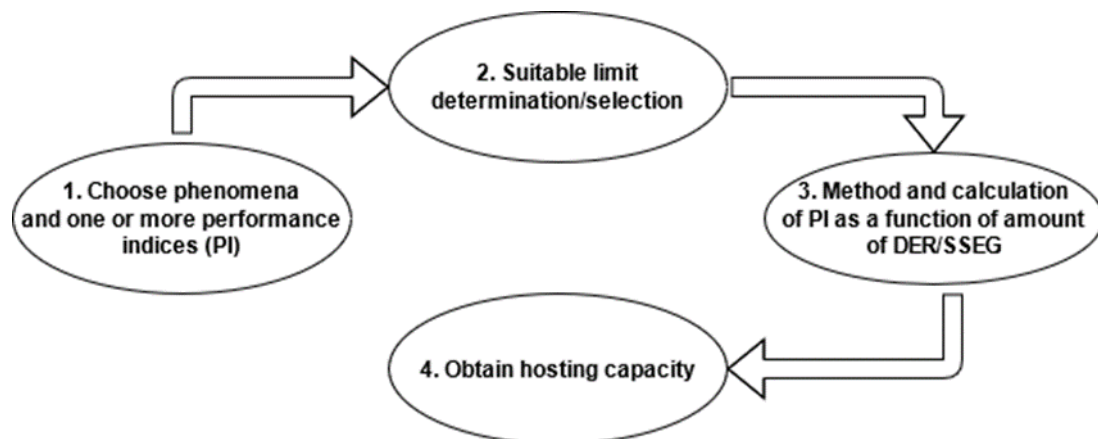 1. Choose phenomena
and one or more performance
indices (PI)
2. Suitable limit
determination/selection
3. Method and calculation
of PI as a function of amount
of DER/SSEG
4. Obtain hosting capacity